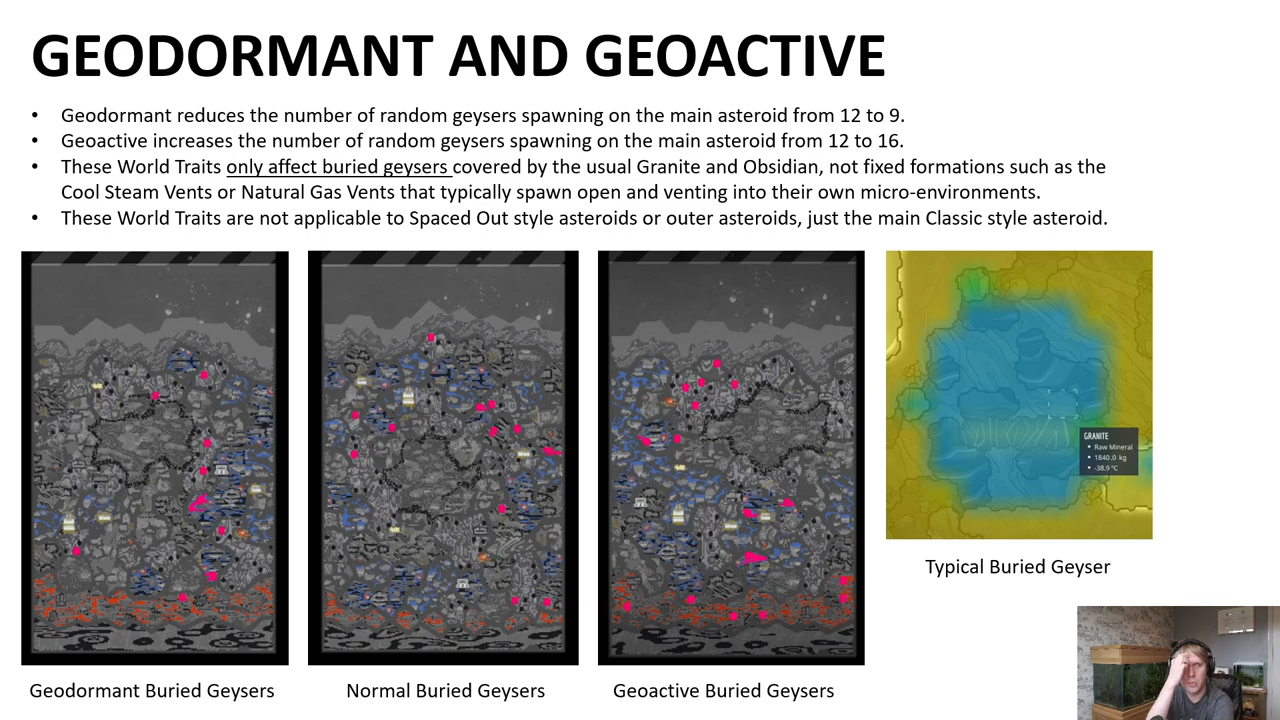 GEODORMANT AND GEOACTIVE
• Geodormant reduces the number of random geysers spawning on the main asteroid from 12 to 9.
• Geoactive increases the number of random geysers spawning on the main asteroid from 12 to 16.
• These World Traits only affect buried geysers covered by the usual Granite and Obsidian, not fixed formations such as the
Cool Steam Vents or Natural Gas Vents that typically spawn open and venting into their own micro-environments.
• These World Traits are not applicable to Spaced Out style asteroids or outer asteroids, just the main Classic style asteroid.
GRANITE
• Raw Mineral
• 1840.0 kg
• -38.9 °C
Typical Buried Geyser
Geodormant Buried Geysers
Normal Buried Geysers
Geoactive Buried Geysers